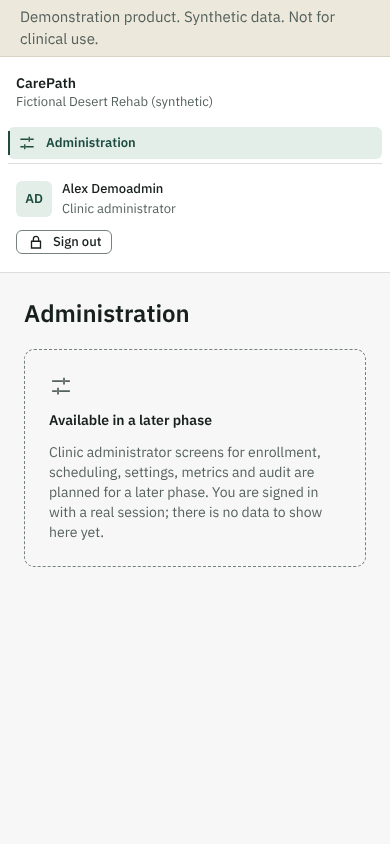 Demonstration product. Synthetic data. Not for
clinical use.
CarePath
Fictional Desert Rehab (synthetic)
Administration
AD
Alex Demoadmin
Clinic administrator
Sign out
Administration
Available in a later phase
Clinic administrator screens for enrollment,
scheduling, settings, metrics and audit are
planned for a later phase. You are signed in
with a real session; there is no data to show
here yet.